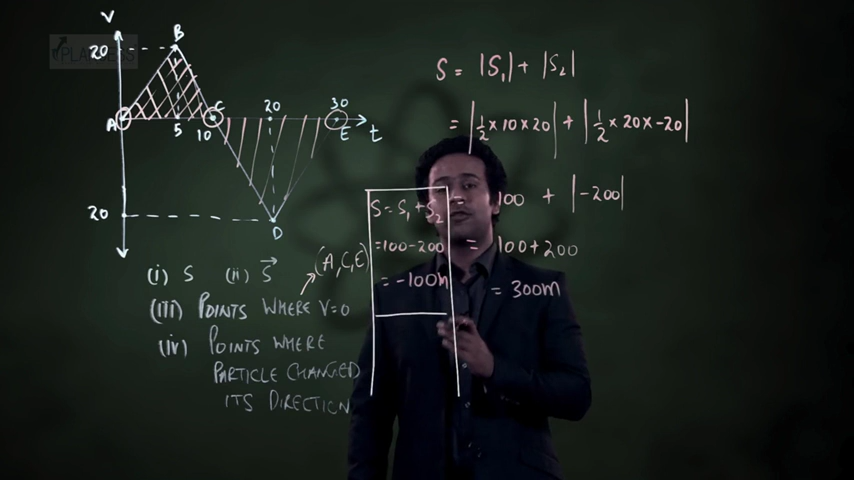 V
20
B
A
5
10
C
20
30
E
t
20
D
(i) S (ii) S⃗
(A,C,E)
(iii) POINTS WHERE V=0
(iv) POINTS WHERE
PARTICLE CHANGED
ITS DIRECTION
S = S₁ + S₂
=100-200
= -100m
S = |S₁| + |S₂|
= |½×10×20| + |½×20×-20|
= 100 + |-200|
= 100+200
= 300m